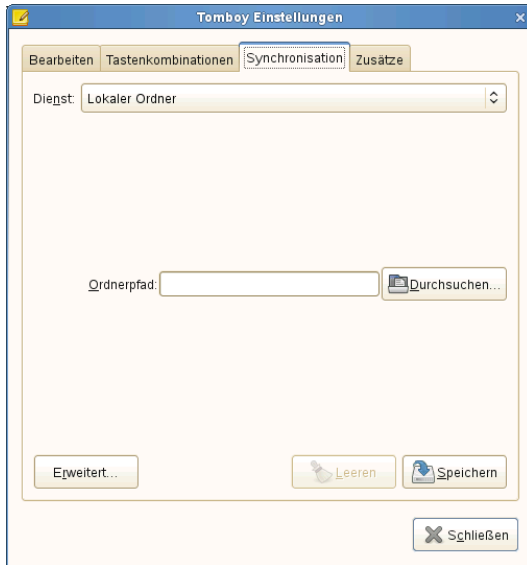 Tomboy Einstellungen
Bearbeiten Tastenkombinationen Synchronisation Zusätze
Dienst: Lokaler Ordner
Ordnerpfad: Durchsuchen...
Erweitert... Leeren Speichern
Schließen